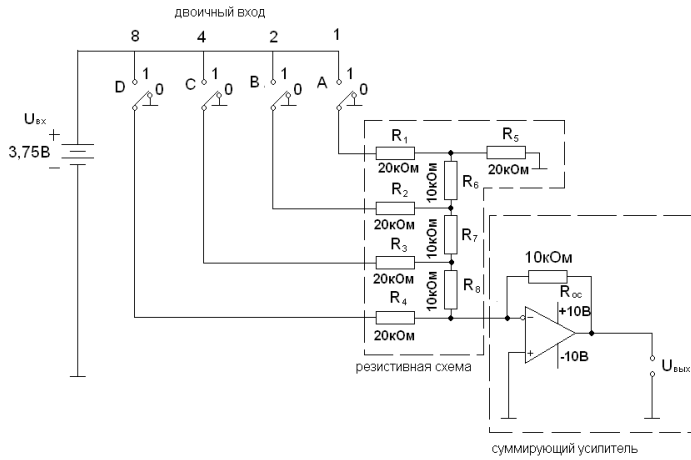 двоичный вход
8 4 2 1
D 1 0 C 1 0 B 1 0 A 1 0
Uвх
+
3,75В
−
R1 R5
20кОм 10кОм R6 20кОм
R2
20кОм 10кОм R7
R3
20кОм 10кОм R8
R4
20кОм
10кОм
Rос
+10В
−
+
-10В
Uвых
резистивная схема
суммирующий усилитель